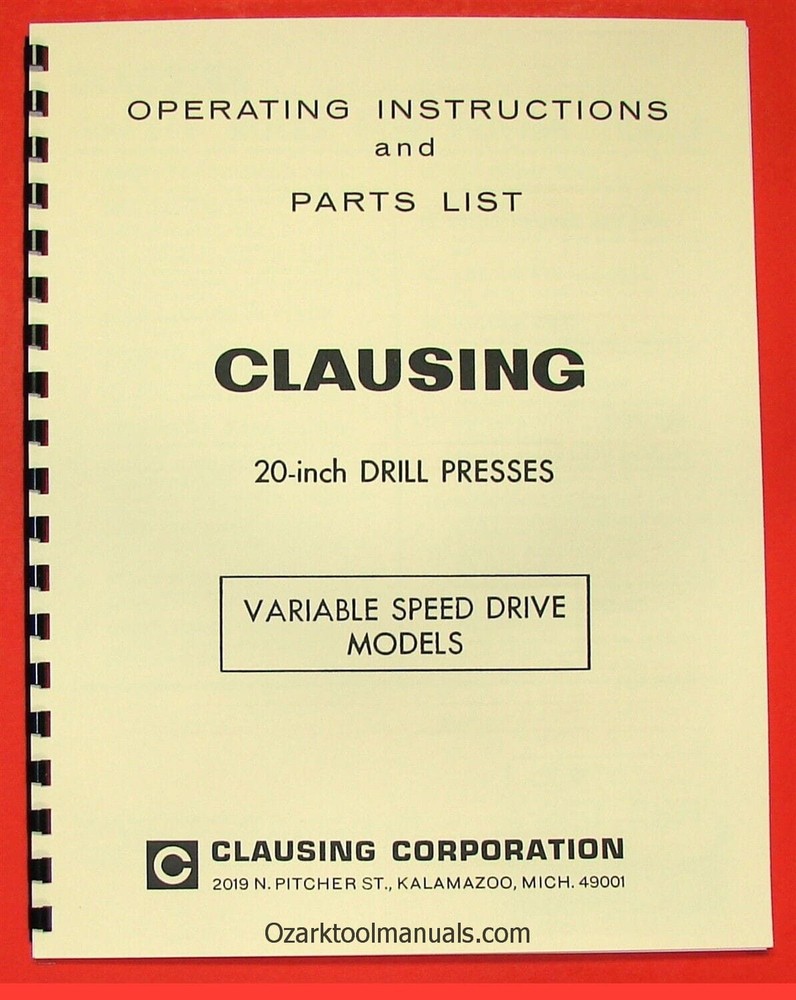 OPERATING INSTRUCTIONS
and
PARTS LIST
CLAUSING
20-inch DRILL PRESSES
VARIABLE SPEED DRIVE
MODELS
C CLAUSING CORPORATION
2019 N. PITCHER ST., KALAMAZOO, MICH. 49001
Ozarktoolmanuals.com